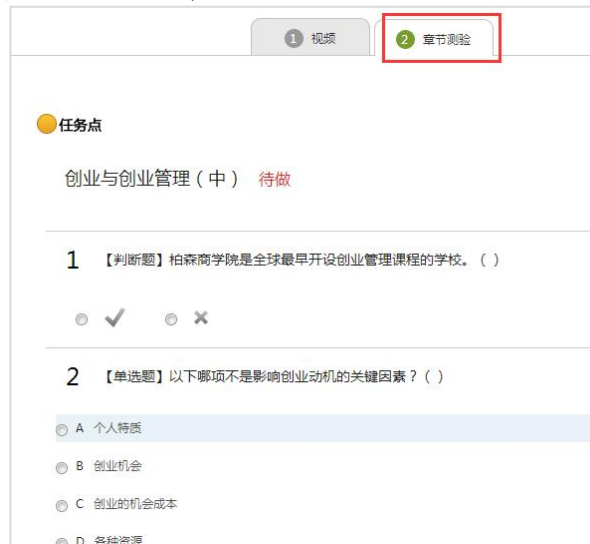 1 视频
2 章节测验
任务点
创业与创业管理（中） 待做
1 【判断题】柏森商学院是全球最早开设创业管理课程的学校。（ ）
2 【单选题】以下哪项不是影响创业动机的关键因素？（ ）
A 个人特质
B 创业机会
C 创业的机会成本
D 各种资源